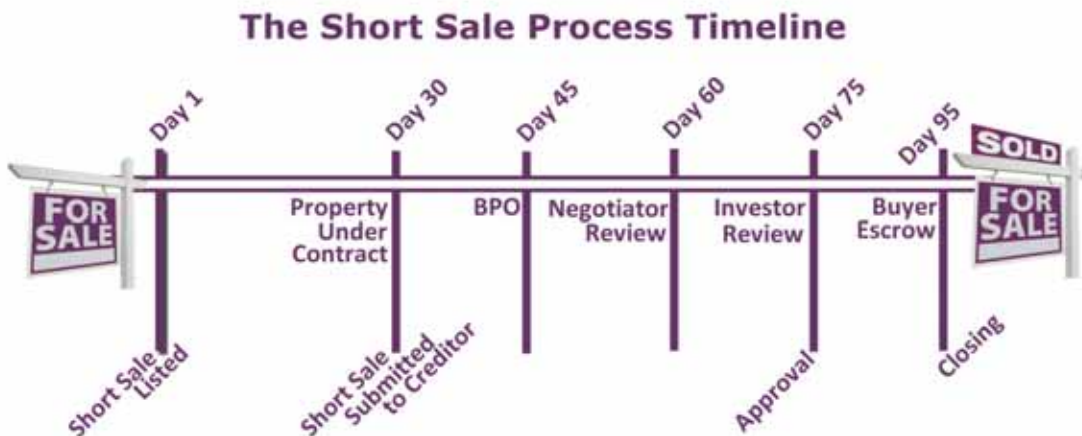 The Short Sale Process Timeline
Day 1
Day 30
Day 45
Day 60
Day 75
Day 95
SOLD
FOR
SALE
Property
Under
Contract
BPO
Negotiator
Review
Investor
Review
Buyer
Escrow
FOR
SALE
Short Sale
Listed
Short Sale
Submitted
to Creditor
Approval
Closing